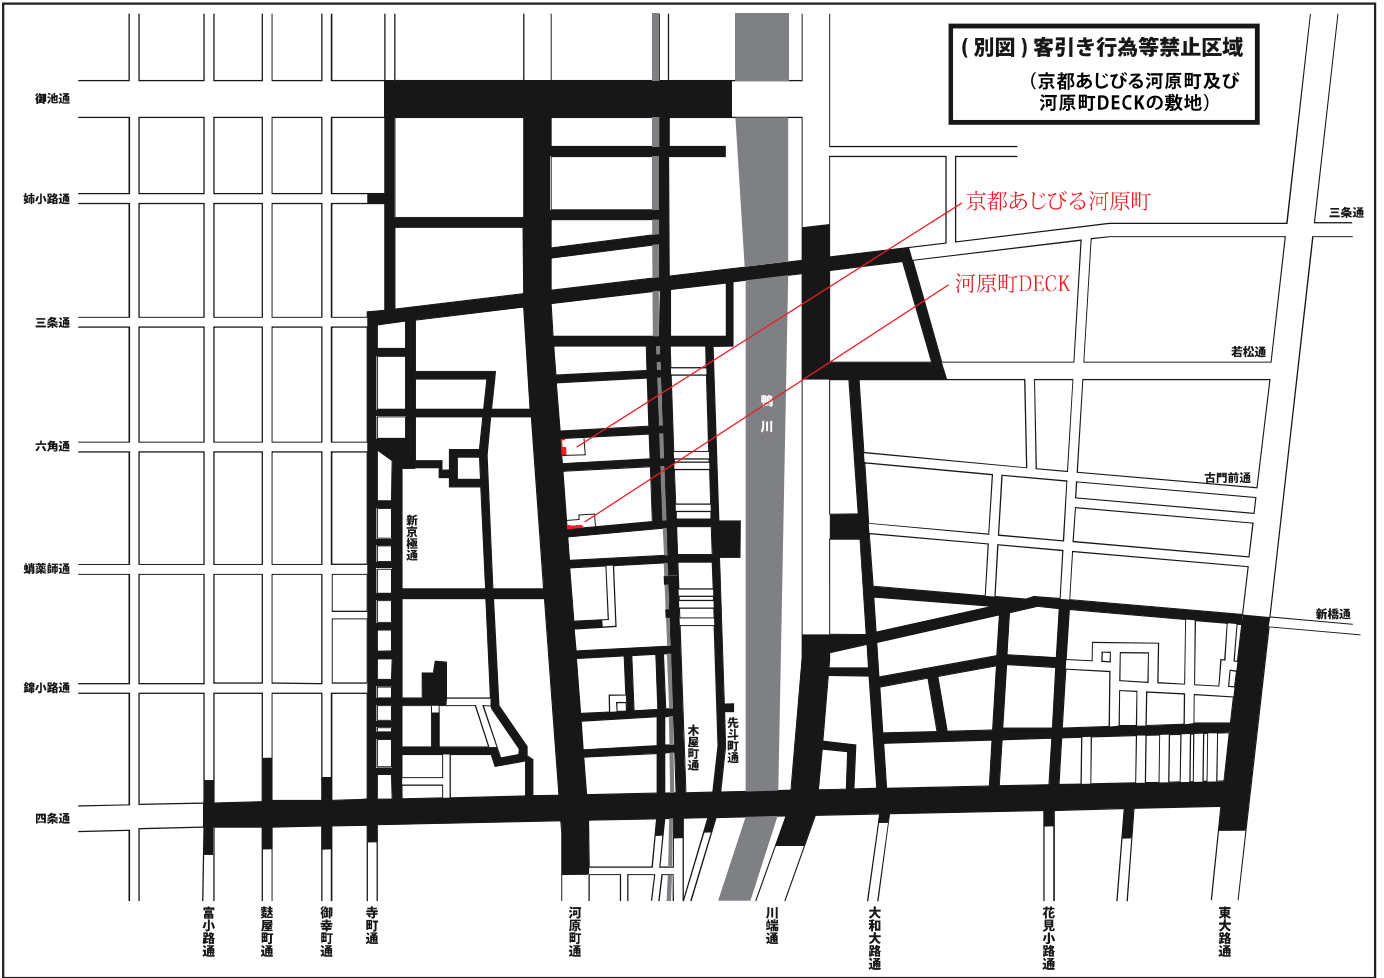 (別図)客引き行為等禁止区域
(京都あじびる河原町及び
河原町DECKの敷地)
御池通
姉小路通
京都あじびる河原町
三条通
河原町DECK
三条通
若松通
鴨川
六角通
古門前通
新京極通
蛸薬師通
新橋通
錦小路通
木屋町通
先斗町通
四条通
富小路通
麩屋町通
御幸町通
寺町通
河原町通
川端通
大和大路通
花見小路通
東大路通